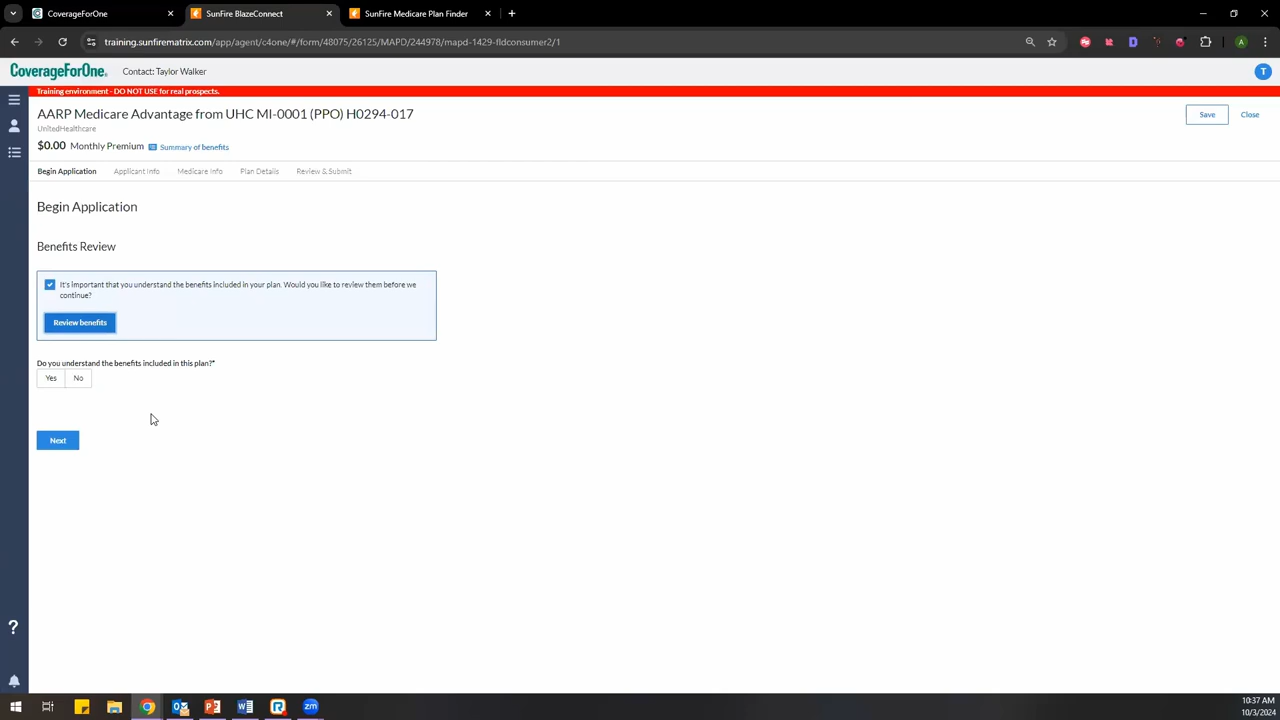 CoverageForOne
SunFire BlazeConnect
SunFire Medicare Plan Finder
training.sunfirematrix.com/app/agent/c4one/#/form/48075/26125/MAPD/244978/mapd-1429-fldconsumer2/1
A
CoverageForOne.
Contact: Taylor Walker
T
Training environment - DO NOT USE for real prospects.
AARP Medicare Advantage from UHC MI-0001 (PPO) H0294-017
Save
Close
UnitedHealthcare
$0.00 Monthly Premium
Summary of benefits
Begin Application
Applicant Info
Medicare Info
Plan Details
Review & Submit
Begin Application
Benefits Review
It's important that you understand the benefits included in your plan. Would you like to review them before we
continue?
Review benefits
Do you understand the benefits included in this plan?*
Yes
No
Next
?
10:37 AM
10/3/2024